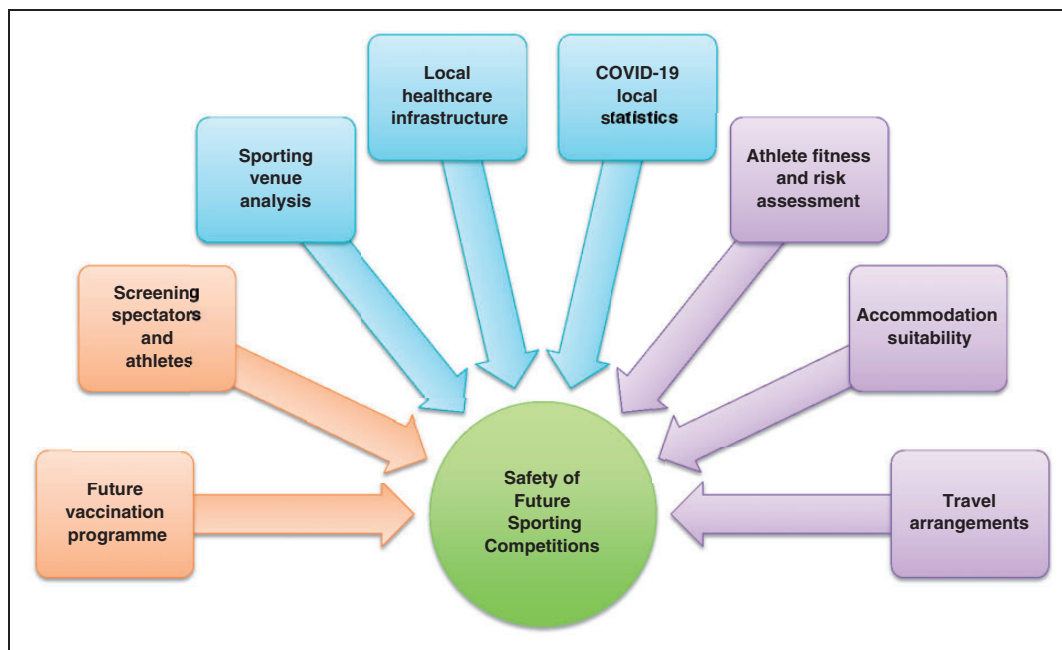 Local
healthcare
infrastructure
COVID-19
local
statistics
Sporting
venue
analysis
Athlete fitness
and risk
assessment
Screening
spectators
and
athletes
Accommodation
suitability
Future
vaccination
programme
Safety of
Future
Sporting
Competitions
Travel
arrangements